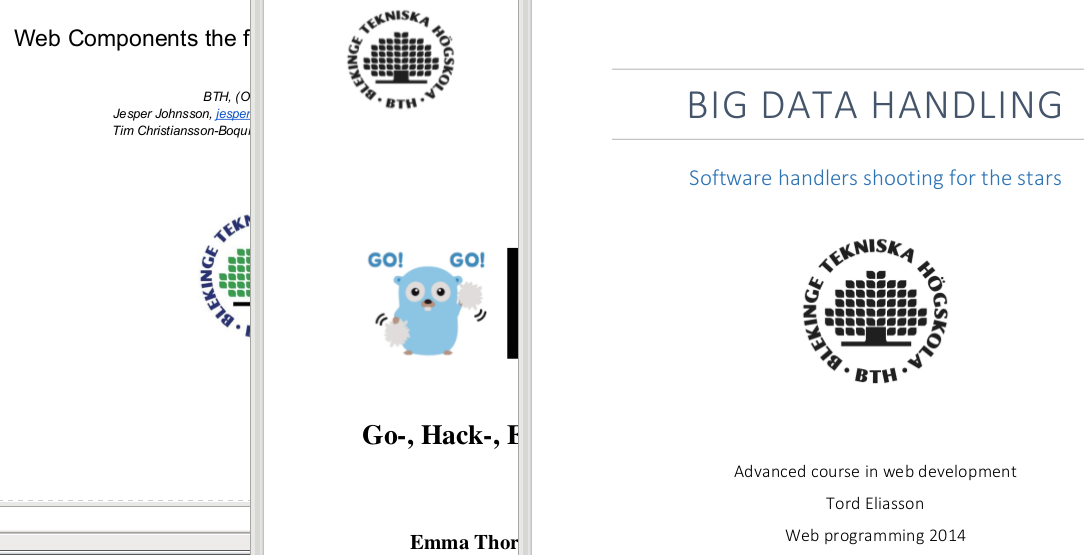 Web Components the f
BTH, (O
Jesper Johnsson, jesper
Tim Christiansson-Boqui
BLEKINGE TEKN
BLEKINGE TEKNISKA HÖGSKOLA · BTH ·
GO! GO!
Go-, Hack-, E
Emma Thor
BIG DATA HANDLING
Software handlers shooting for the stars
BLEKINGE TEKNISKA HÖGSKOLA · BTH ·
Advanced course in web development
Tord Eliasson
Web programming 2014